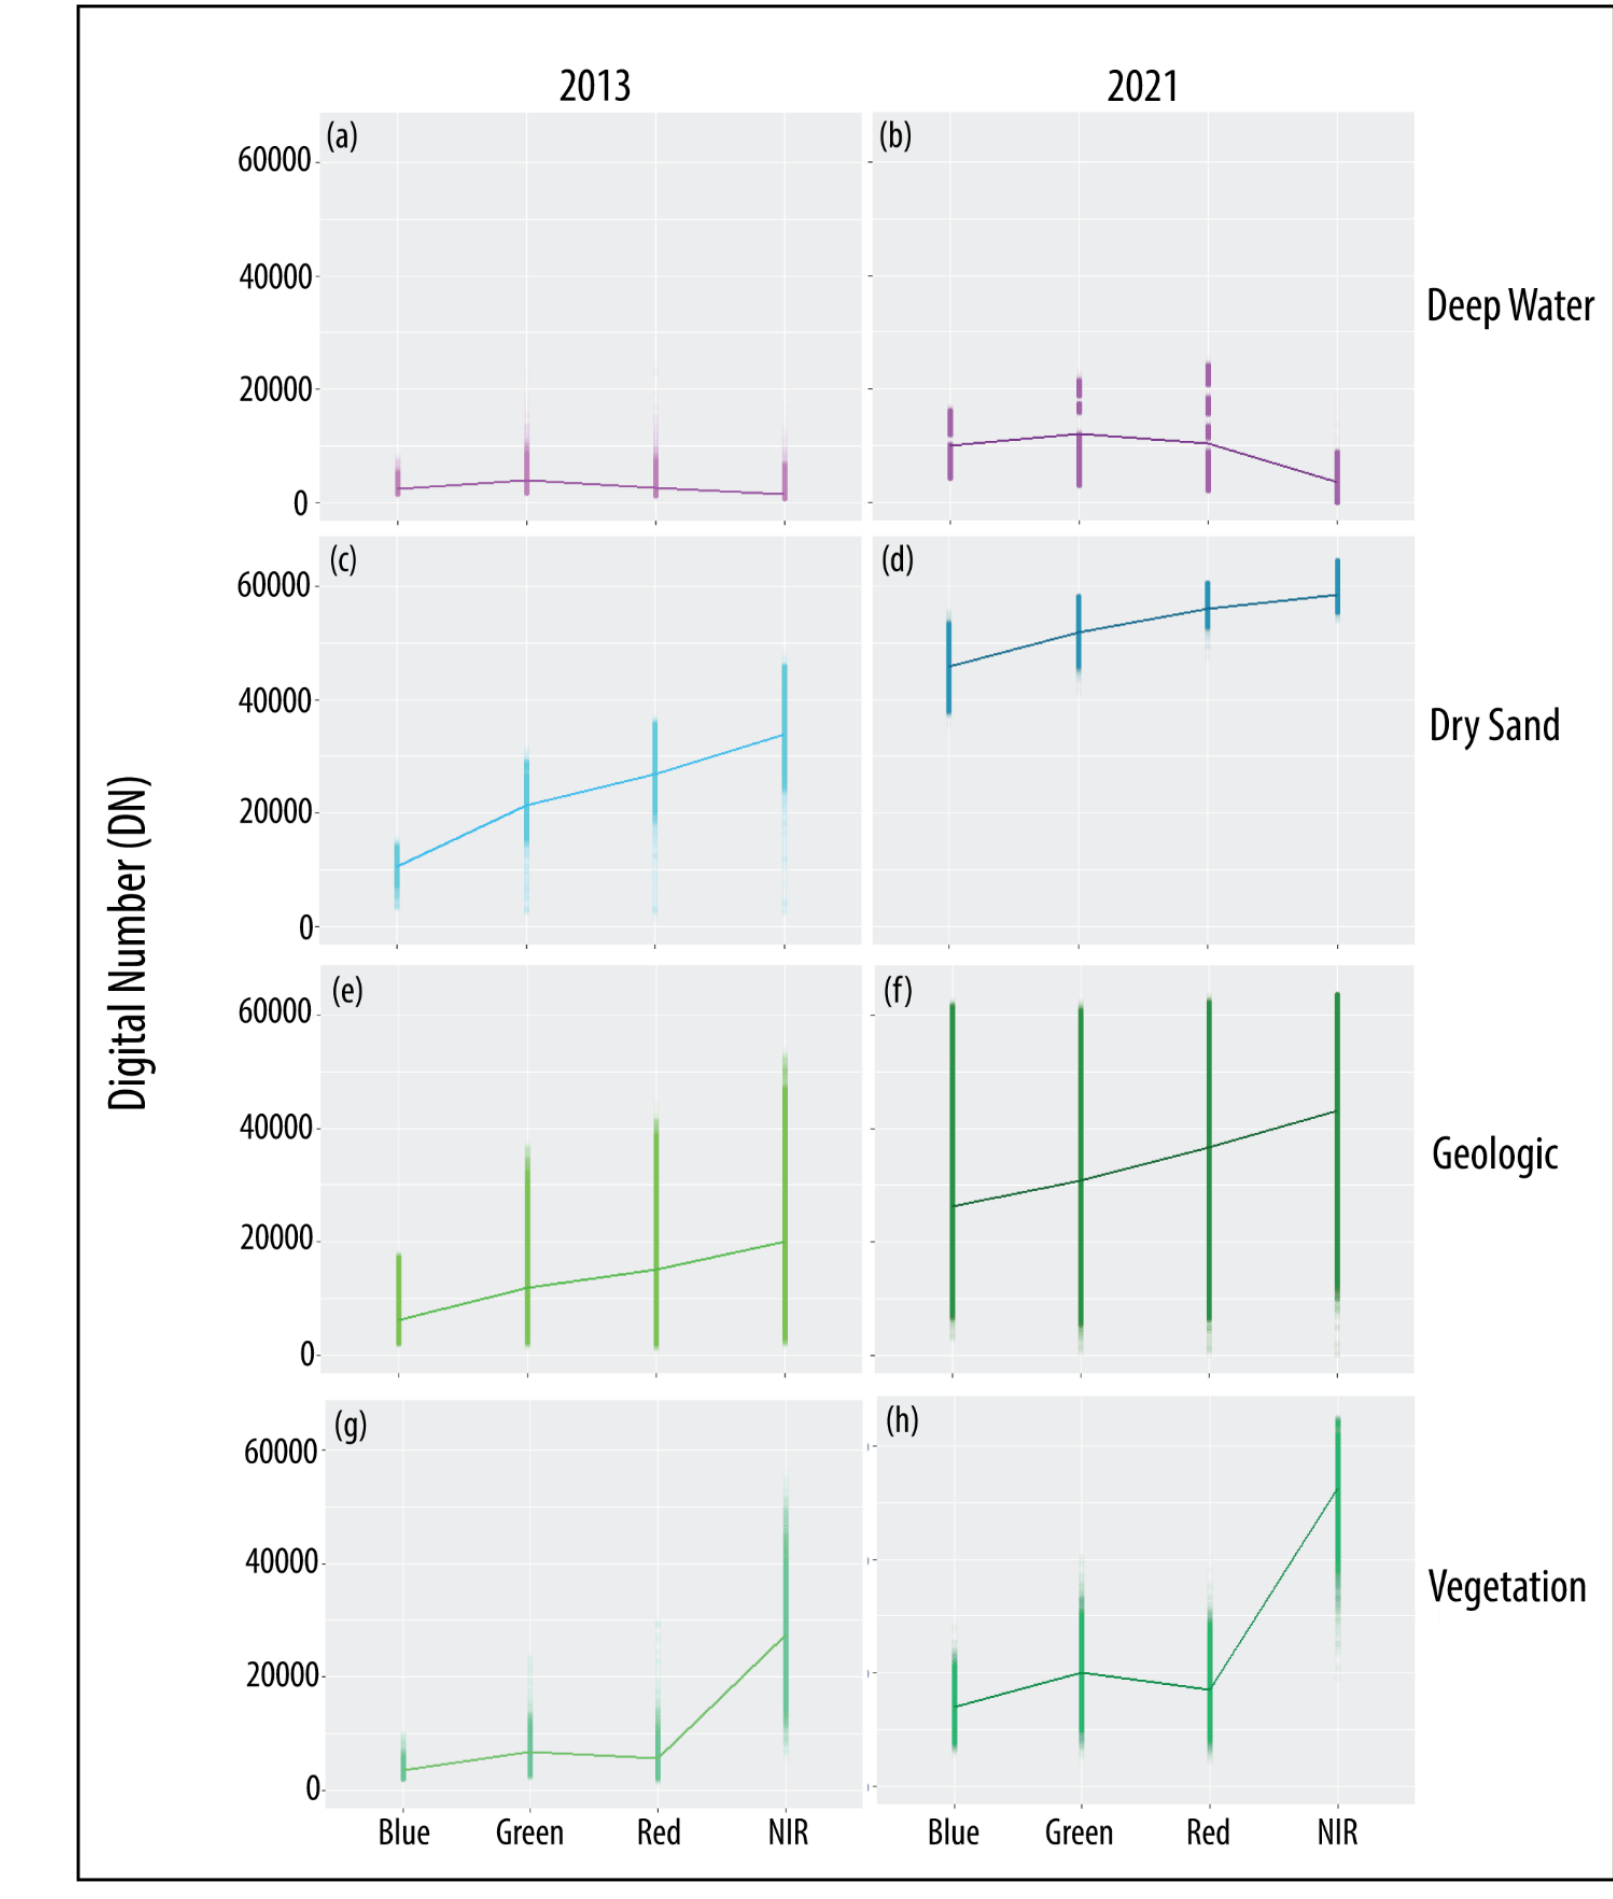 2013
2021
(a)
(b)
60000
40000
20000
0
Deep Water
(c)
(d)
60000
40000
20000
0
Dry Sand
Digital Number (DN)
(e)
(f)
60000
40000
20000
0
Geologic
(g)
(h)
60000
40000
20000
0
Vegetation
Blue Green Red NIR
Blue Green Red NIR